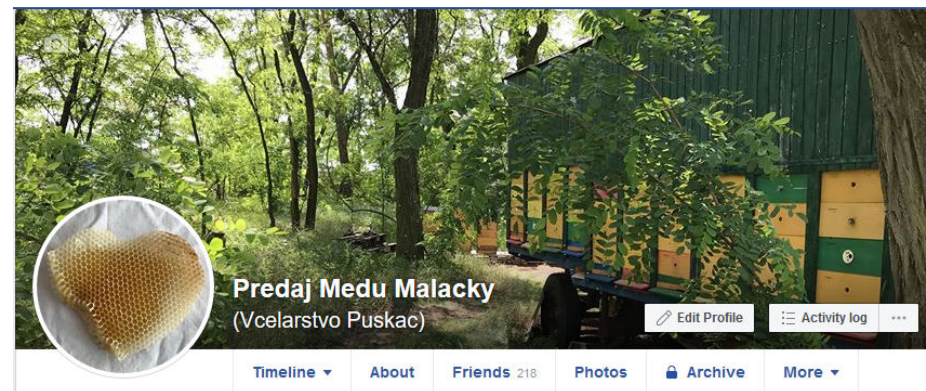 Predaj Medu Malacky
(Vcelarstvo Puskac)
Edit Profile
Activity log
Timeline
About
Friends 218
Photos
Archive
More